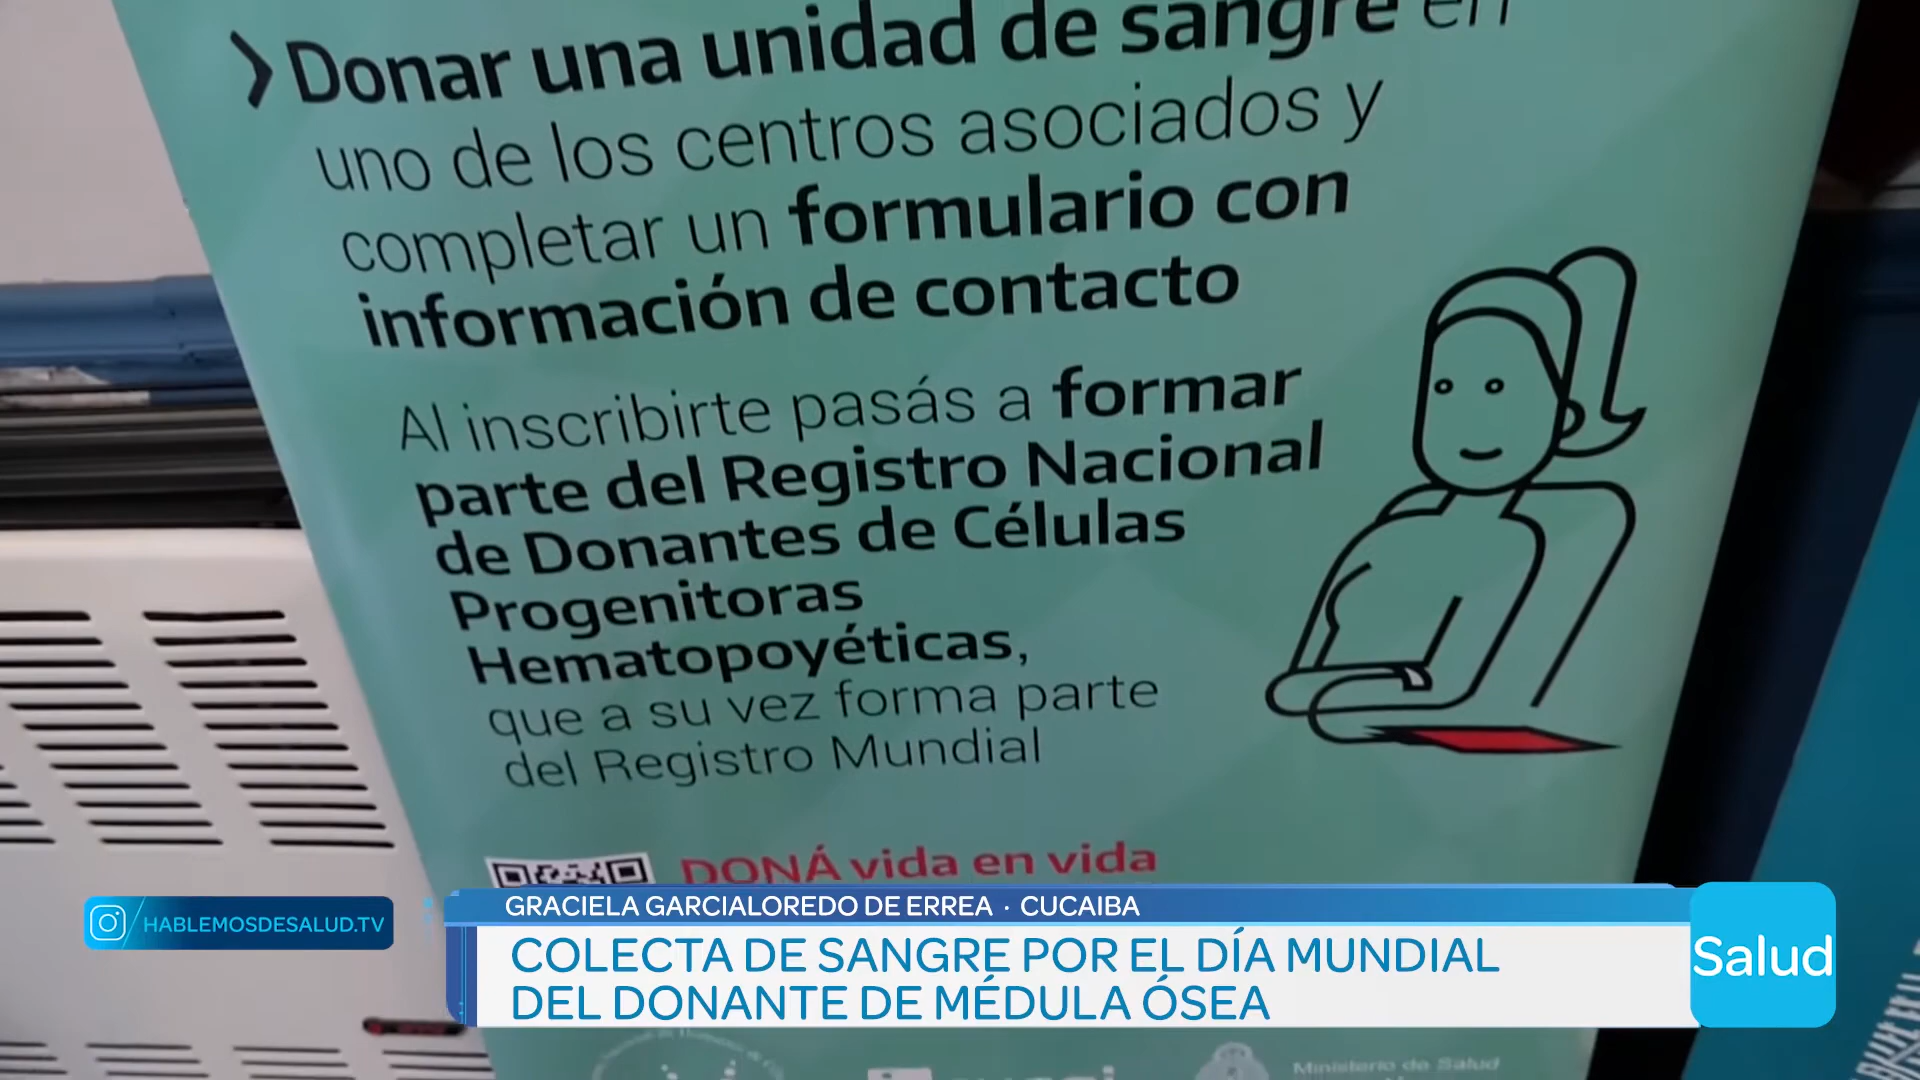 Donar una unidad de sangre en
uno de los centros asociados y
completar un formulario con
información de contacto
Al inscribirte pasás a formar
parte del Registro Nacional
de Donantes de Células
Progenitoras
Hematopoyéticas,
que a su vez forma parte
del Registro Mundial
DONÁ vida en vida
HABLEMOSDESALUD.TV
GRACIELA GARCIALOREDO DE ERREA · CUCAIBA
COLECTA DE SANGRE POR EL DÍA MUNDIAL
DEL DONANTE DE MÉDULA ÓSEA
Salud
Ministerio de Salud